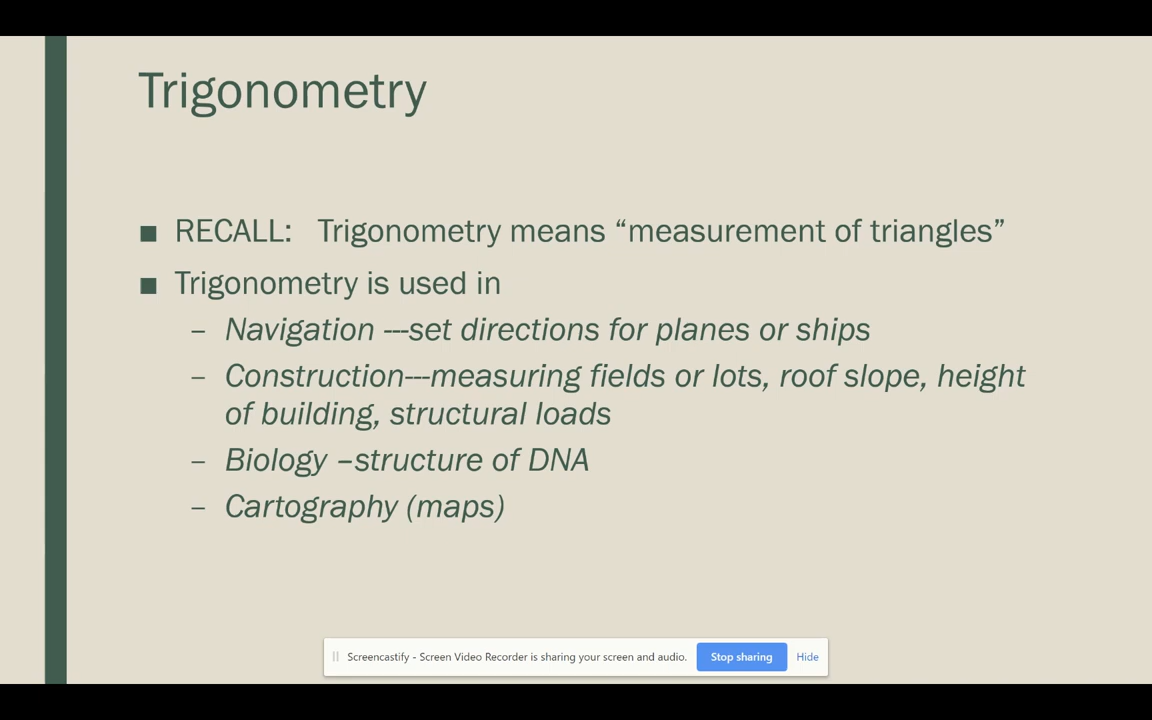 Trigonometry
■ RECALL:   Trigonometry means “measurement of triangles”
■ Trigonometry is used in
– Navigation ---set directions for planes or ships
– Construction---measuring fields or lots, roof slope, height
of building, structural loads
– Biology –structure of DNA
– Cartography (maps)
Screencastify - Screen Video Recorder is sharing your screen and audio. Stop sharing Hide